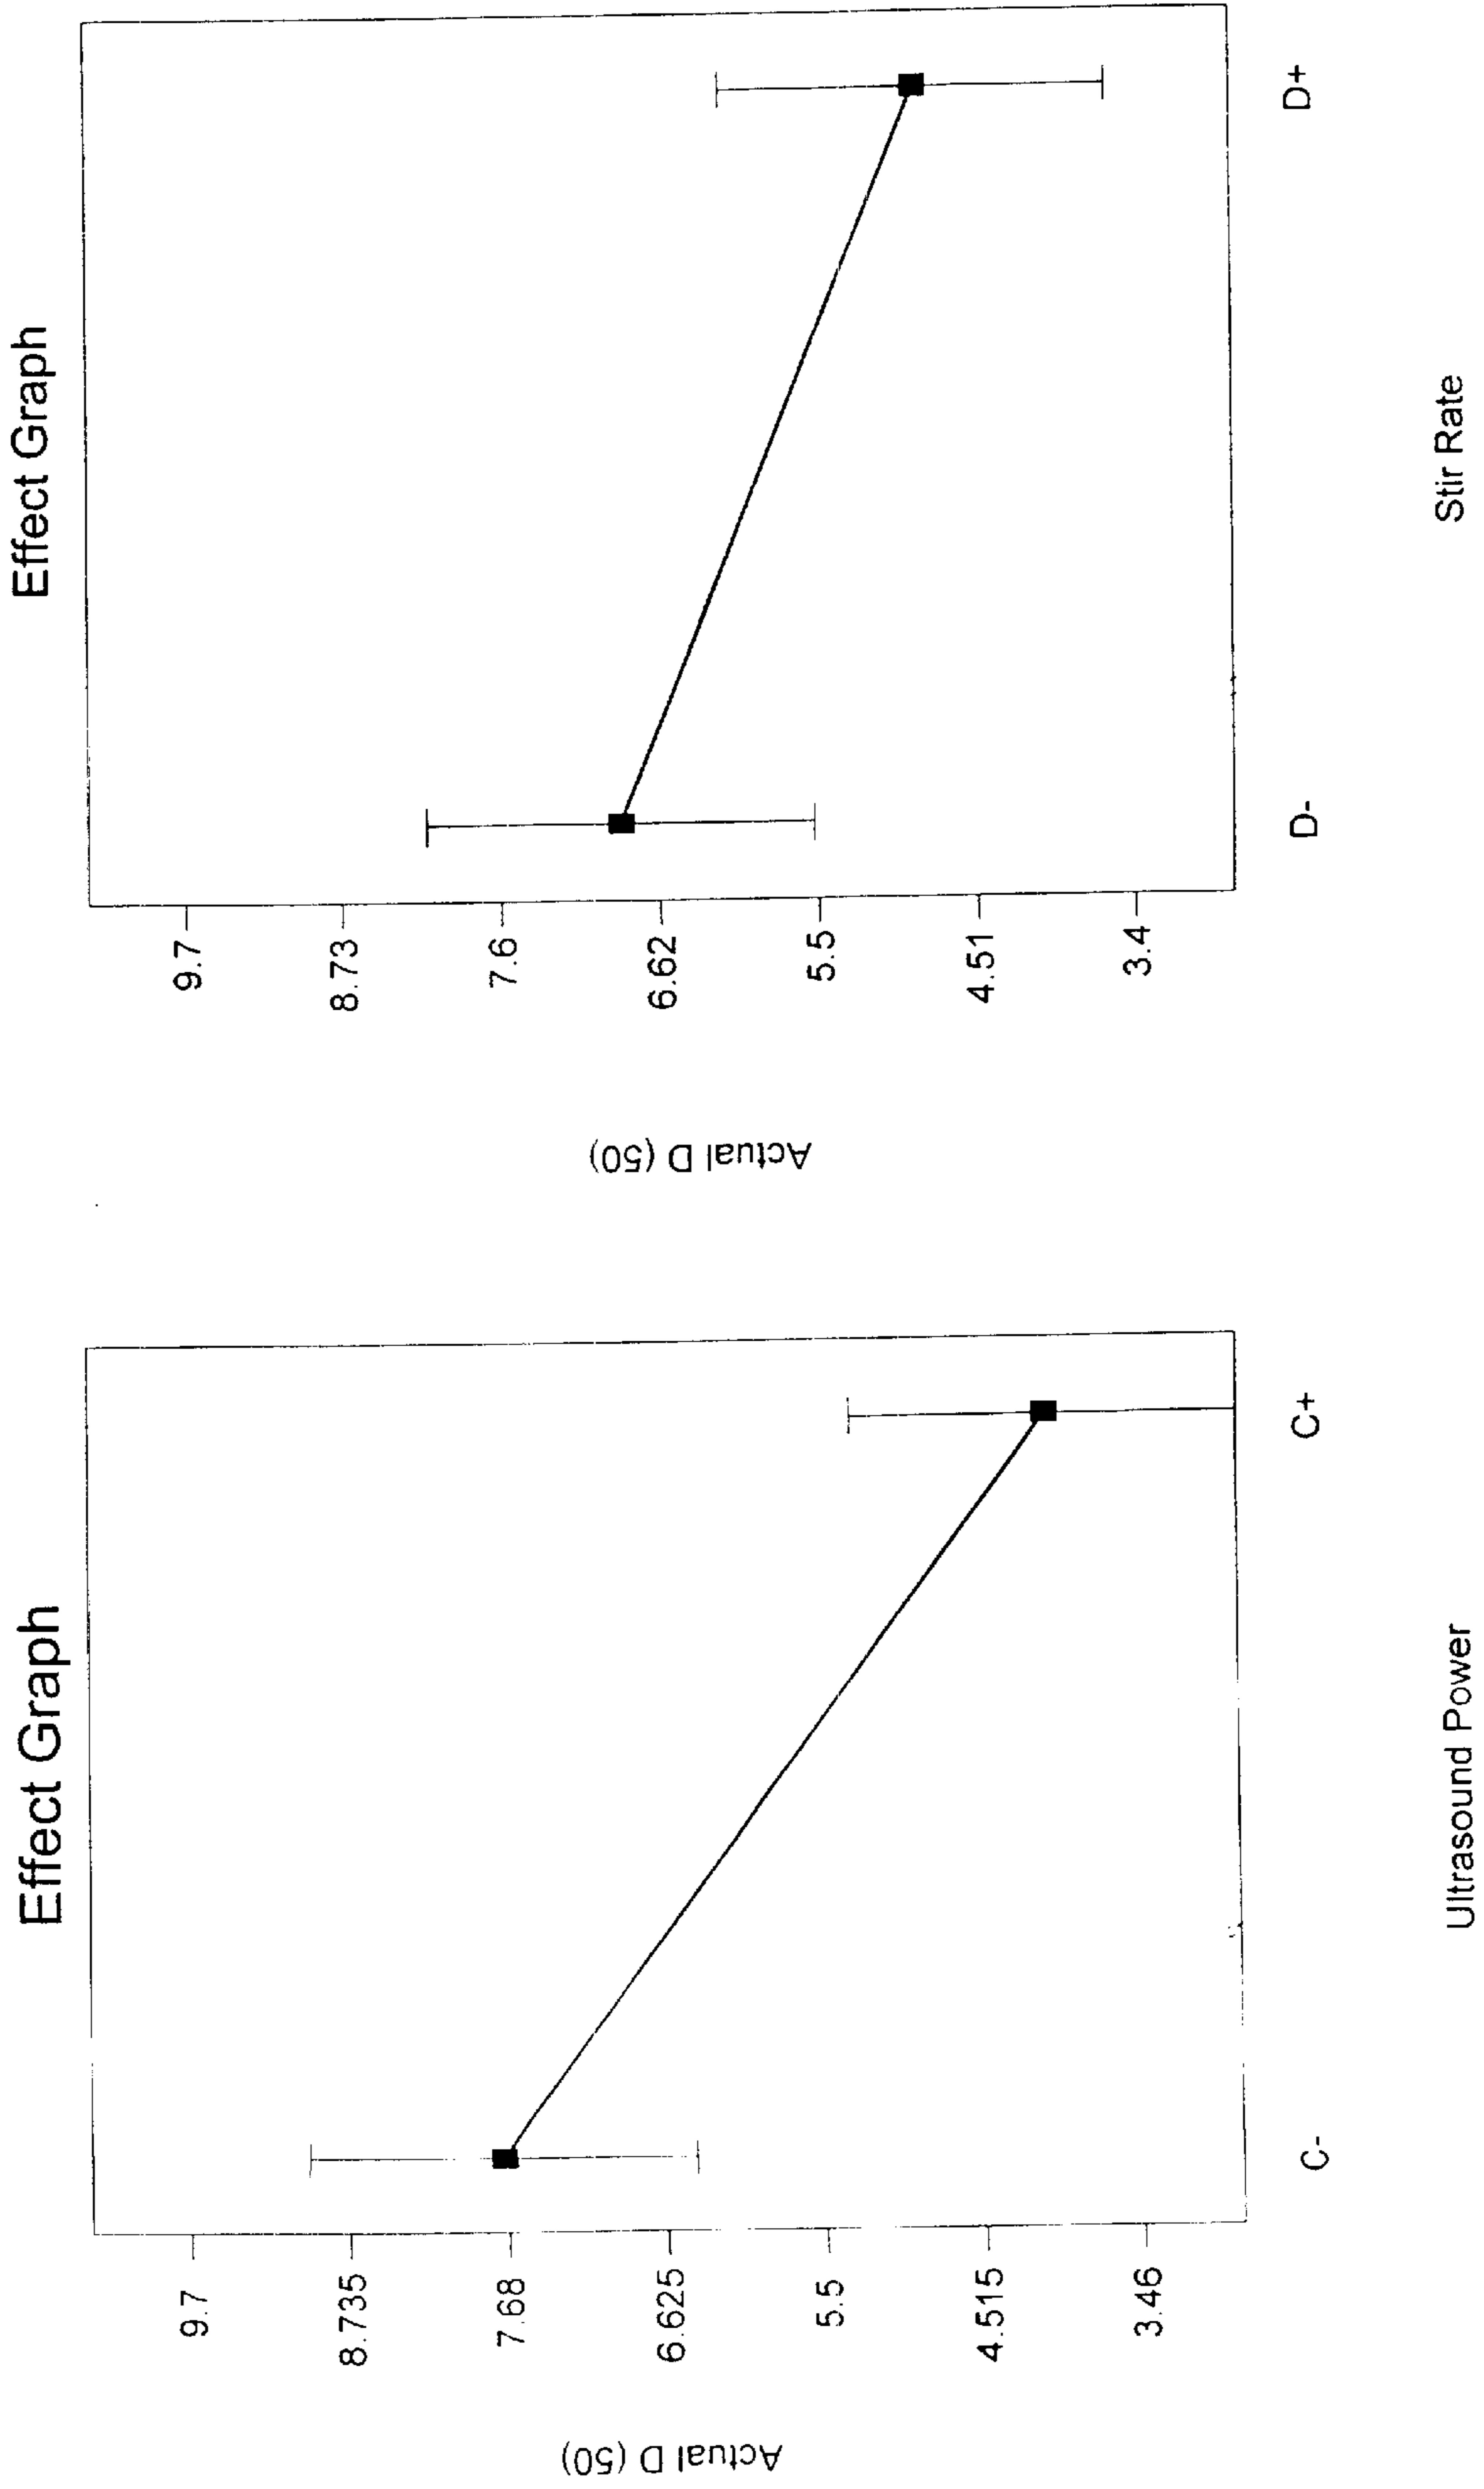 Effect Graph
Actual D (50)
9.7
8.735
7.68
6.625
5.5
4.515
3.46
C-
C+
Ultrasound Power
Effect Graph
Actual D (50)
9.7
8.73
7.6
6.62
5.5
4.51
3.4
D-
D+
Stir Rate